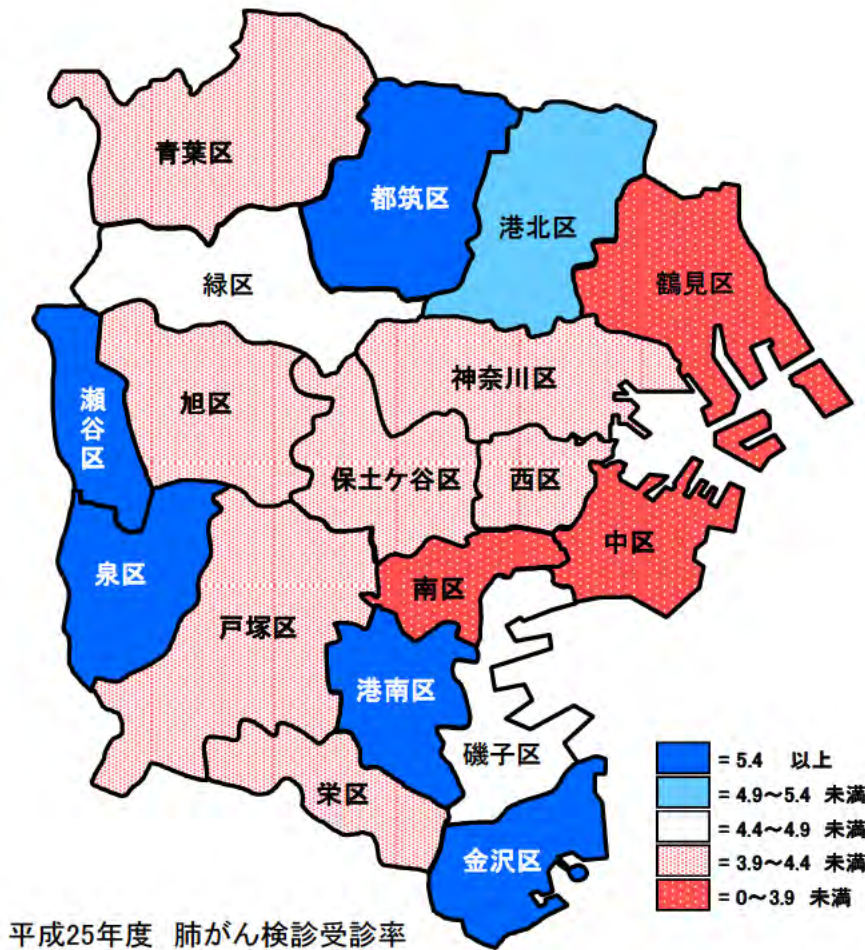 青葉区
都筑区
港北区
鶴見区
緑区
神奈川区
瀬谷区
旭区
保土ケ谷区
西区
中区
泉区
南区
戸塚区
港南区
磯子区
栄区
金沢区
= 5.4 以上
= 4.9～5.4 未満
= 4.4～4.9 未満
= 3.9～4.4 未満
= 0～3.9 未満
平成25年度 肺がん検診受診率